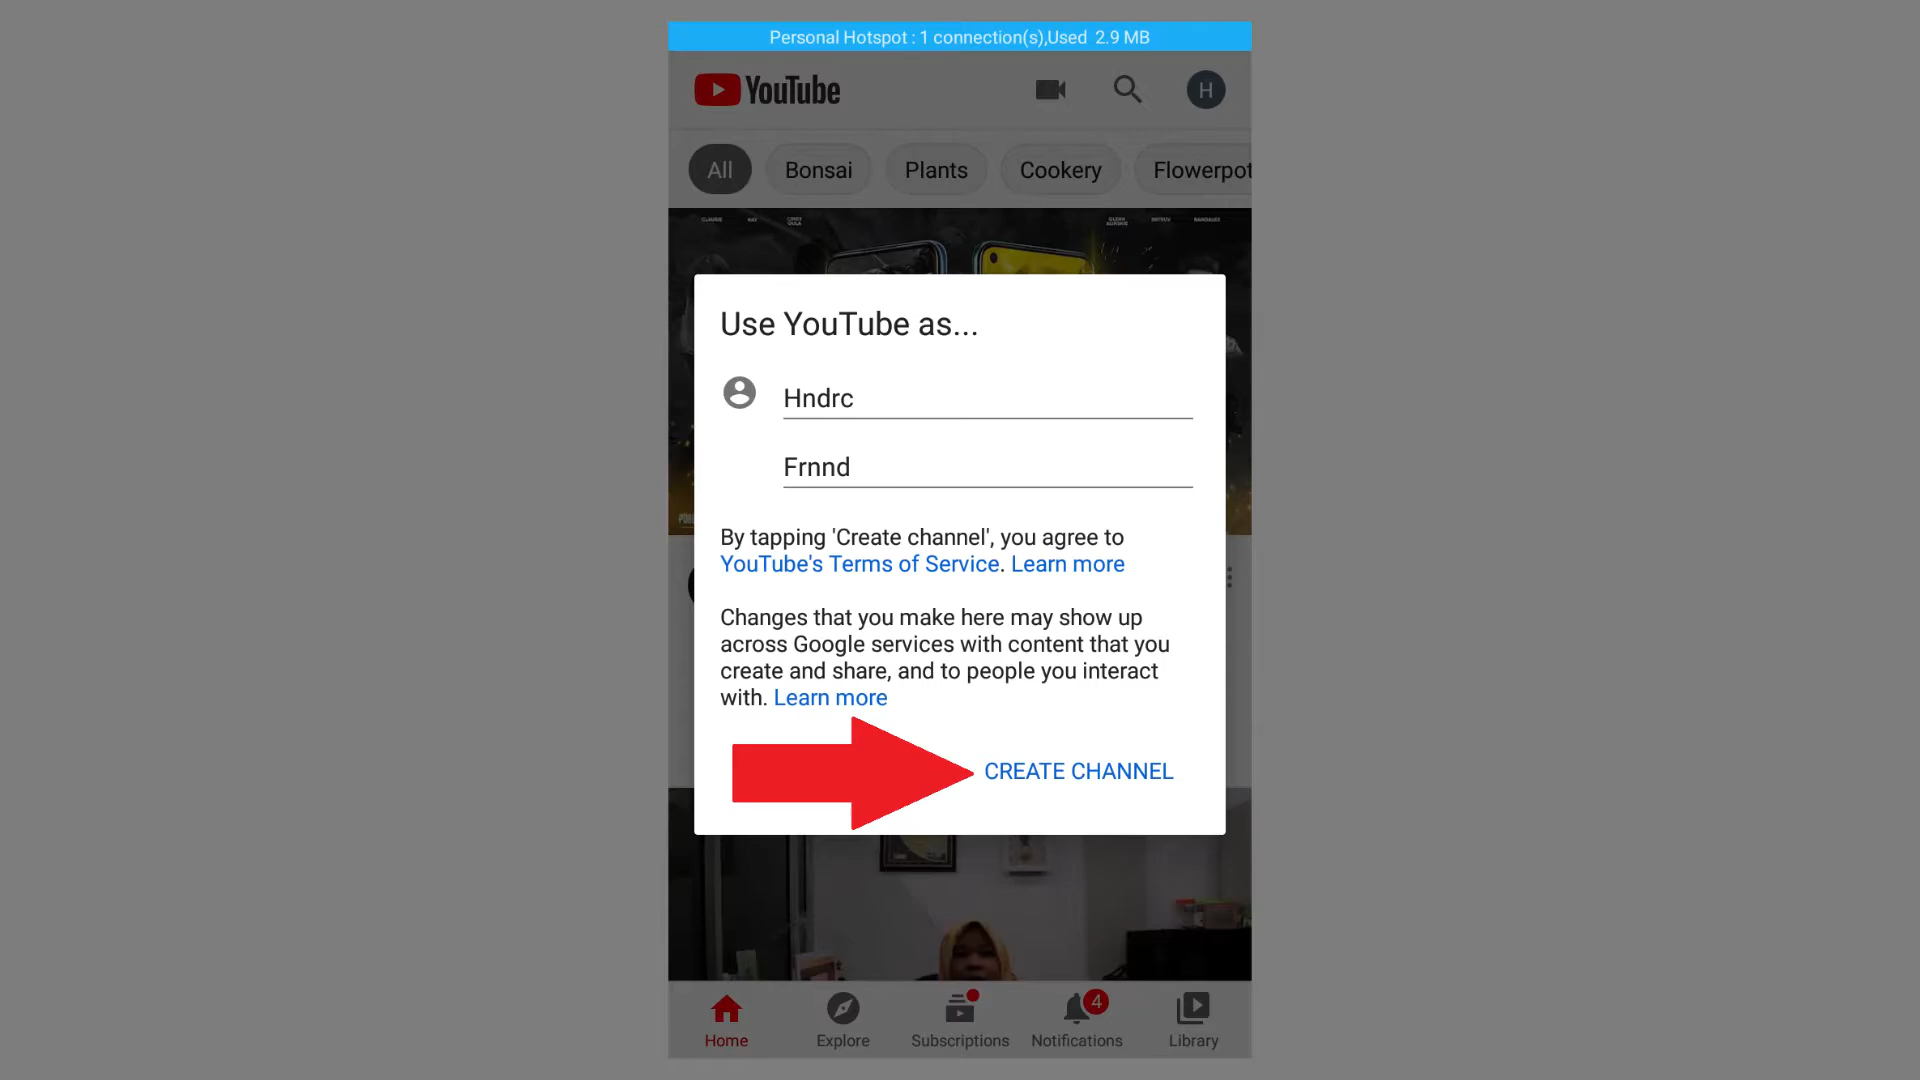 Personal Hotspot : 1 connection(s),Used 2.9 MB
YouTube
H
All Bonsai Plants Cookery Flowerpot
Use YouTube as...
Hndrc
Frnnd
By tapping 'Create channel', you agree to
YouTube's Terms of Service. Learn more
Changes that you make here may show up
across Google services with content that you
create and share, and to people you interact
with. Learn more
CREATE CHANNEL
4
Home Explore Subscriptions Notifications Library